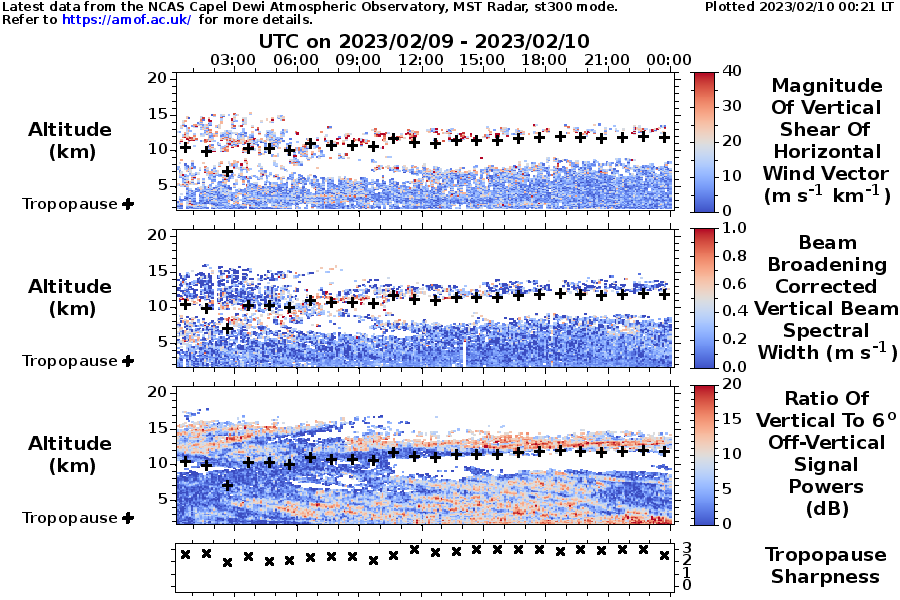 Latest data from the NCAS Capel Dewi Atmospheric Observatory, MST Radar, st300 mode.
Plotted 2023/02/10 00:21 LT
Refer to https://amof.ac.uk/ for more details.
UTC on 2023/02/09 - 2023/02/10
03:00 06:00 09:00 12:00 15:00 18:00 21:00 00:00
20
15
10
5
Altitude
(km)
Tropopause
40
30
20
10
0
Magnitude
Of Vertical
Shear Of
Horizontal
Wind Vector
(m s-1 km-1)
20
15
10
5
Altitude
(km)
Tropopause
1.0
0.8
0.6
0.4
0.2
0.0
Beam
Broadening
Corrected
Vertical Beam
Spectral
Width (m s-1)
20
15
10
5
Altitude
(km)
Tropopause
20
15
10
5
0
Ratio Of
Vertical To 6o
Off-Vertical
Signal
Powers
(dB)
3
2
1
0
Tropopause
Sharpness